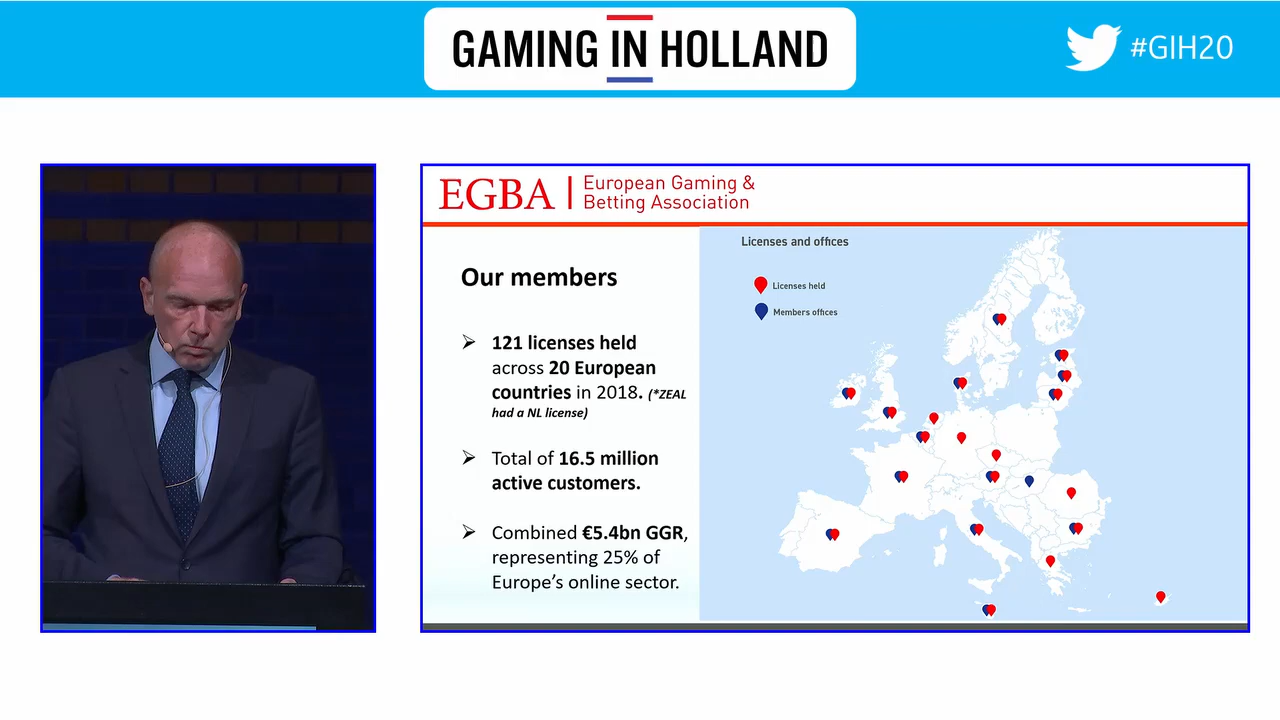 GAMING IN HOLLAND
#GIH20
EGBA
European Gaming &
Betting Association
Our members
121 licenses held
across 20 European
countries in 2018. (*ZEAL
had a NL license)
Total of 16.5 million
active customers.
Combined €5.4bn GGR,
representing 25% of
Europe's online sector.
Licenses and offices
Licenses held
Members offices